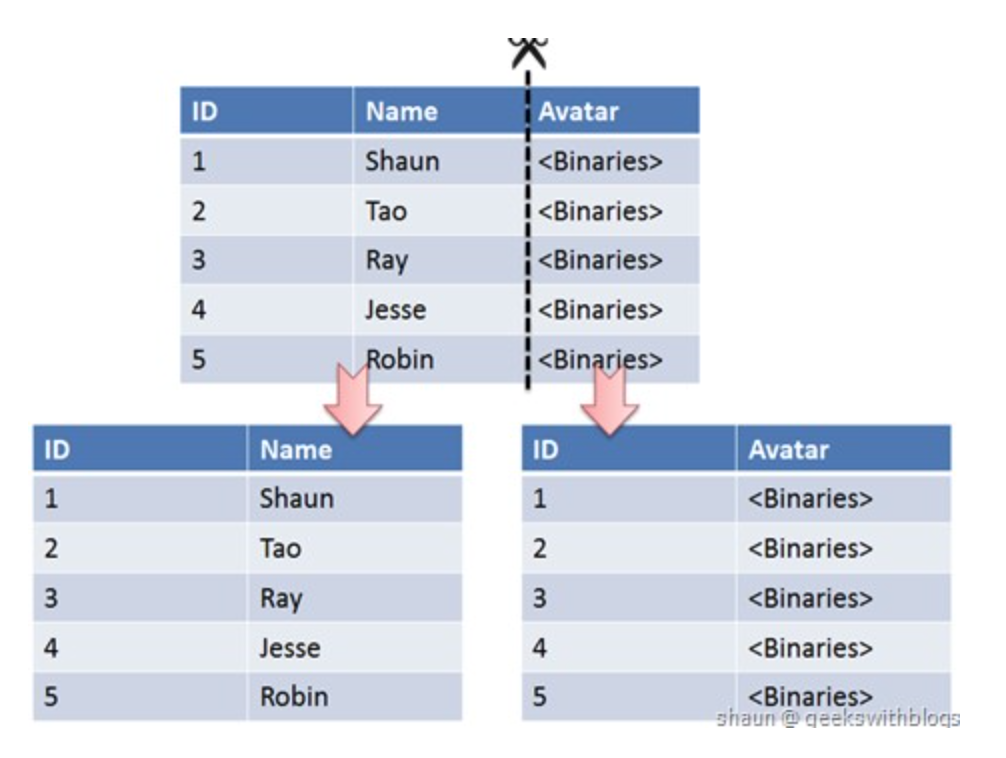 ID Name Avatar
1 Shaun <Binaries>
2 Tao <Binaries>
3 Ray <Binaries>
4 Jesse <Binaries>
5 Robin <Binaries>
ID Name
1 Shaun
2 Tao
3 Ray
4 Jesse
5 Robin
ID Avatar
1 <Binaries>
2 <Binaries>
3 <Binaries>
4 <Binaries>
5 <Binaries>
shaun @ geekswithblogs